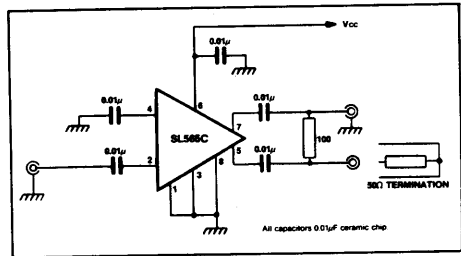 Vcc
0.01μ
0.01μ
4
6
0.01μ
7
SL565C
100
0.01μ
2
5
0.01μ
1
3
8
50Ω TERMINATION
All capacitors 0.01μF ceramic chip